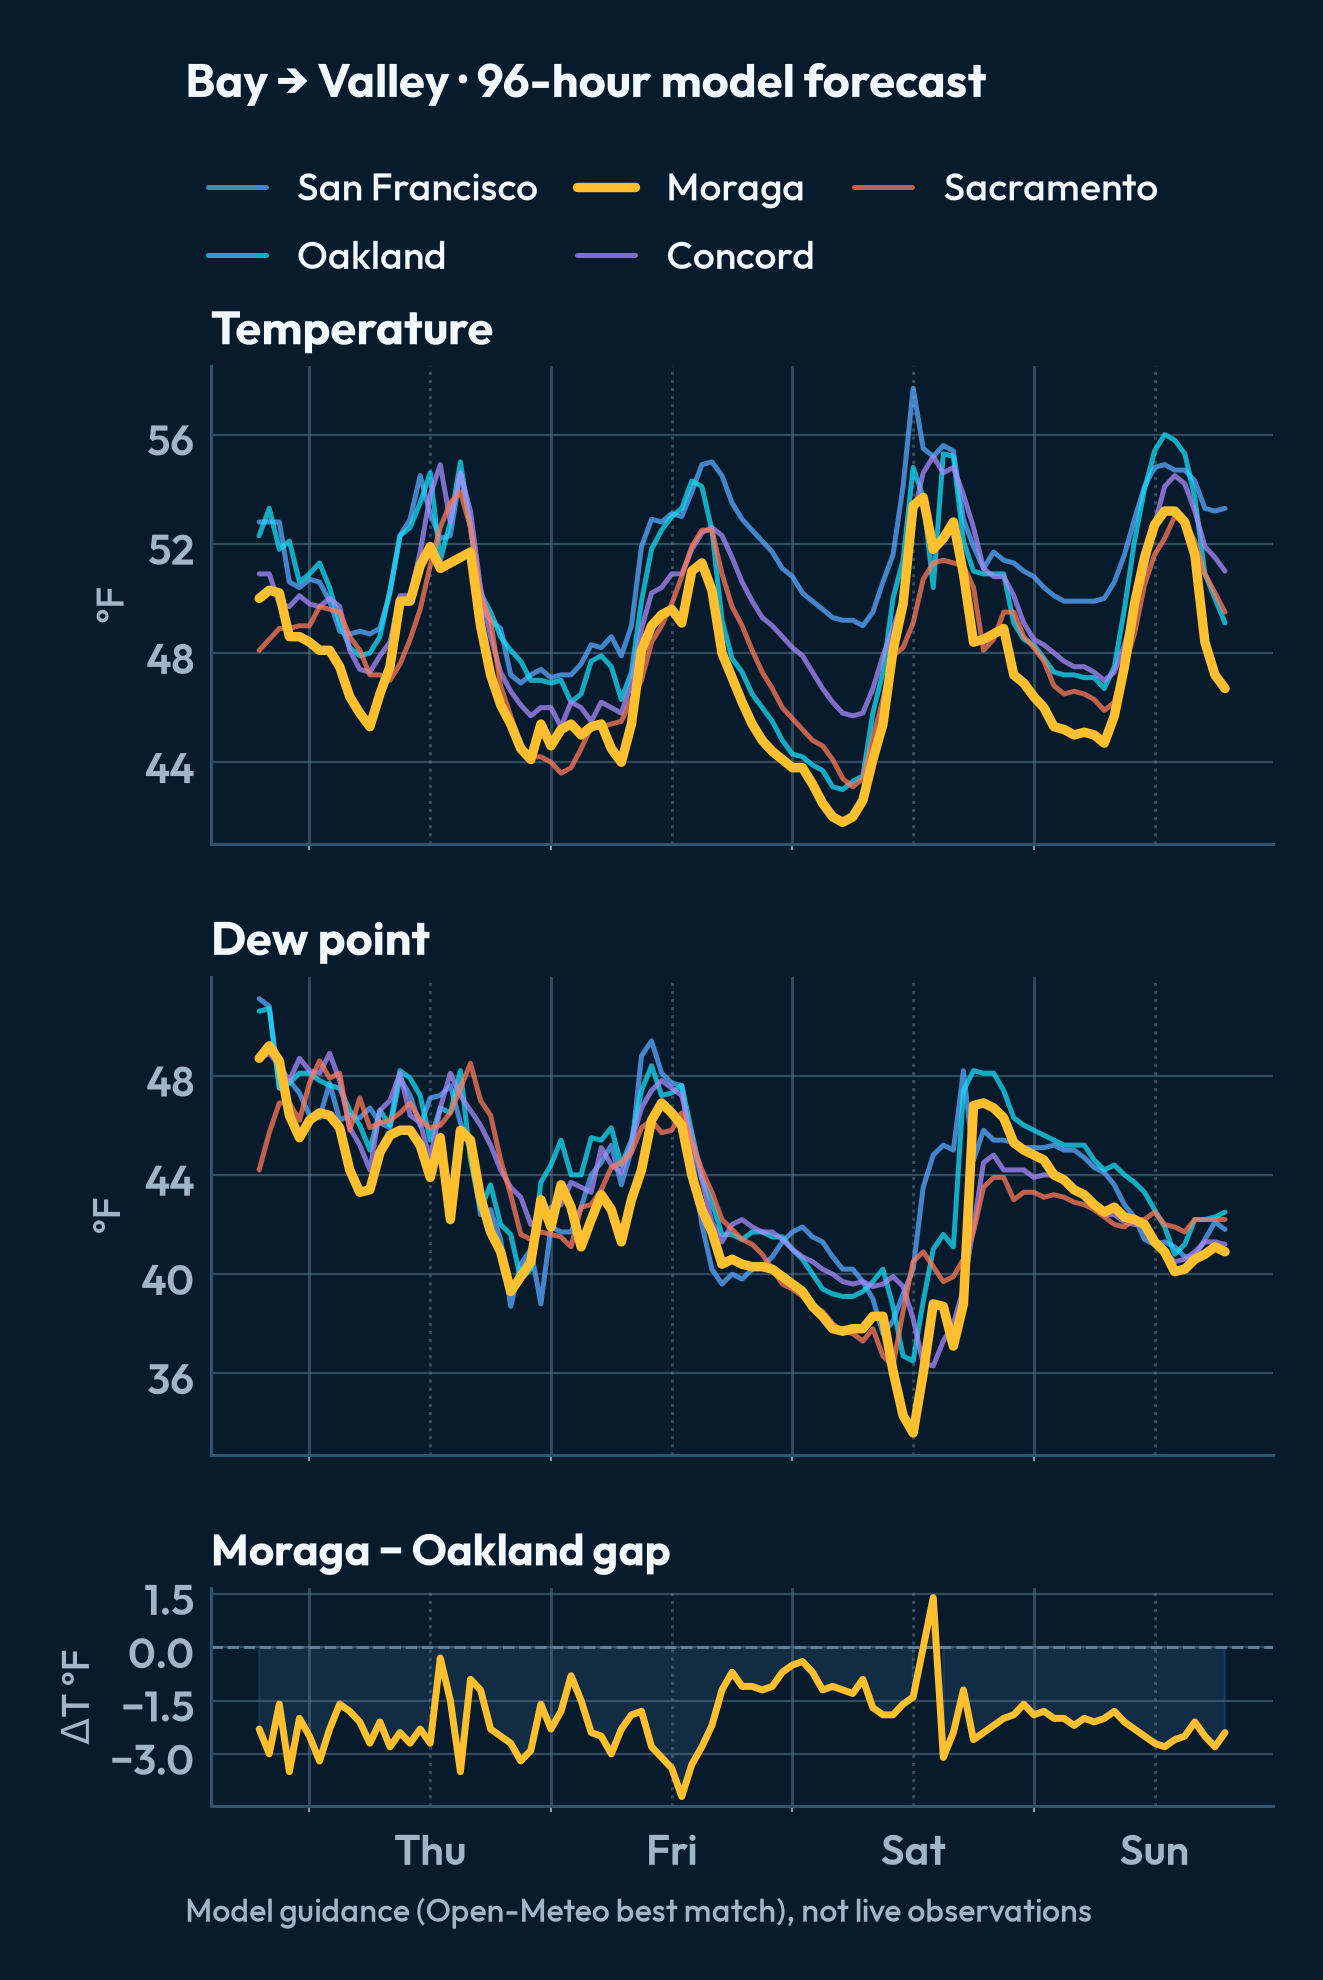 Bay → Valley · 96-hour model forecast
San Francisco
Moraga
Sacramento
Oakland
Concord
Temperature
56
52
48
44
°F
Dew point
48
44
40
36
°F
Moraga − Oakland gap
1.5
0.0
−1.5
−3.0
ΔT °F
Thu
Fri
Sat
Sun
Model guidance (Open-Meteo best match), not live observations